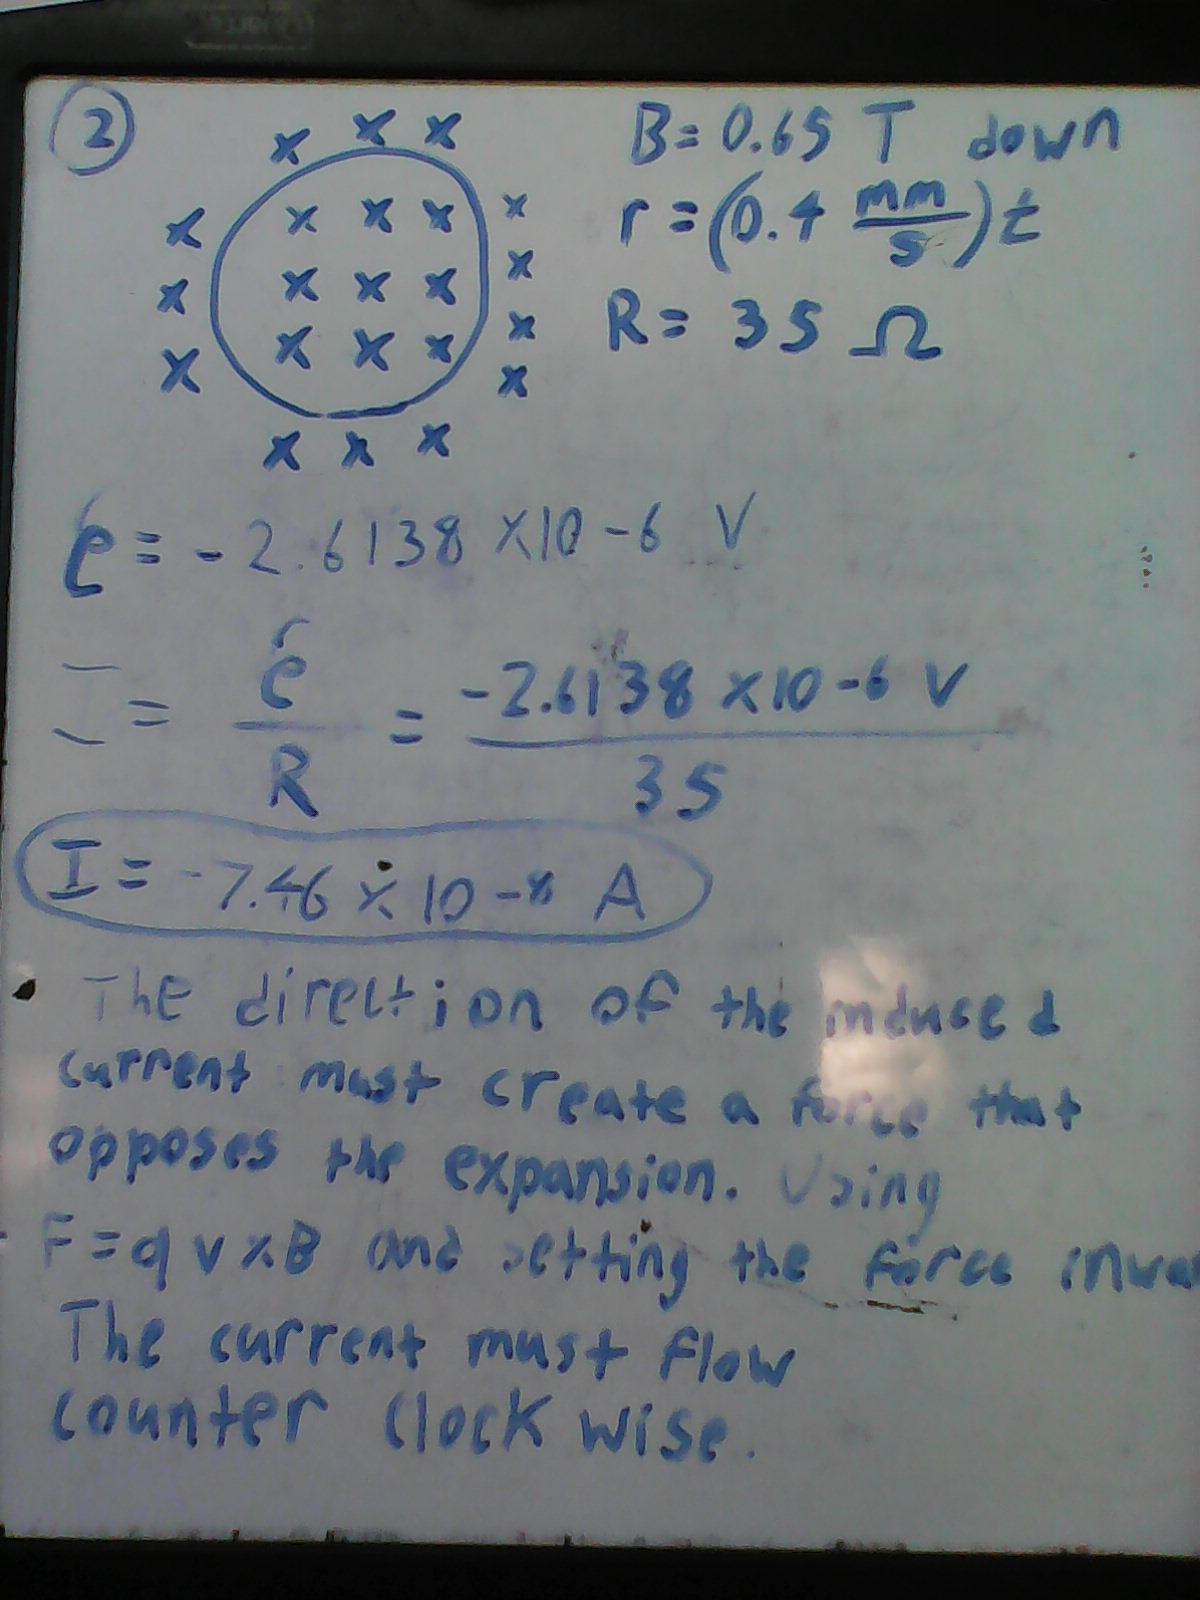 2
B = 0.65 T down
r = (0.4 mm/s) t
R = 35 Ω
x x x
x x x x x
x x x x x
x x x x x
x
x x x
ε = -2.6138 x10-6 V
I = ε/R = -2.6138 x10-6 V / 35
I = -7.46 x 10-8 A
The direction of the induced
current must create a force that
opposes the expansion. Using
F = q v x B and setting the force
The current must flow
counter clock wise.